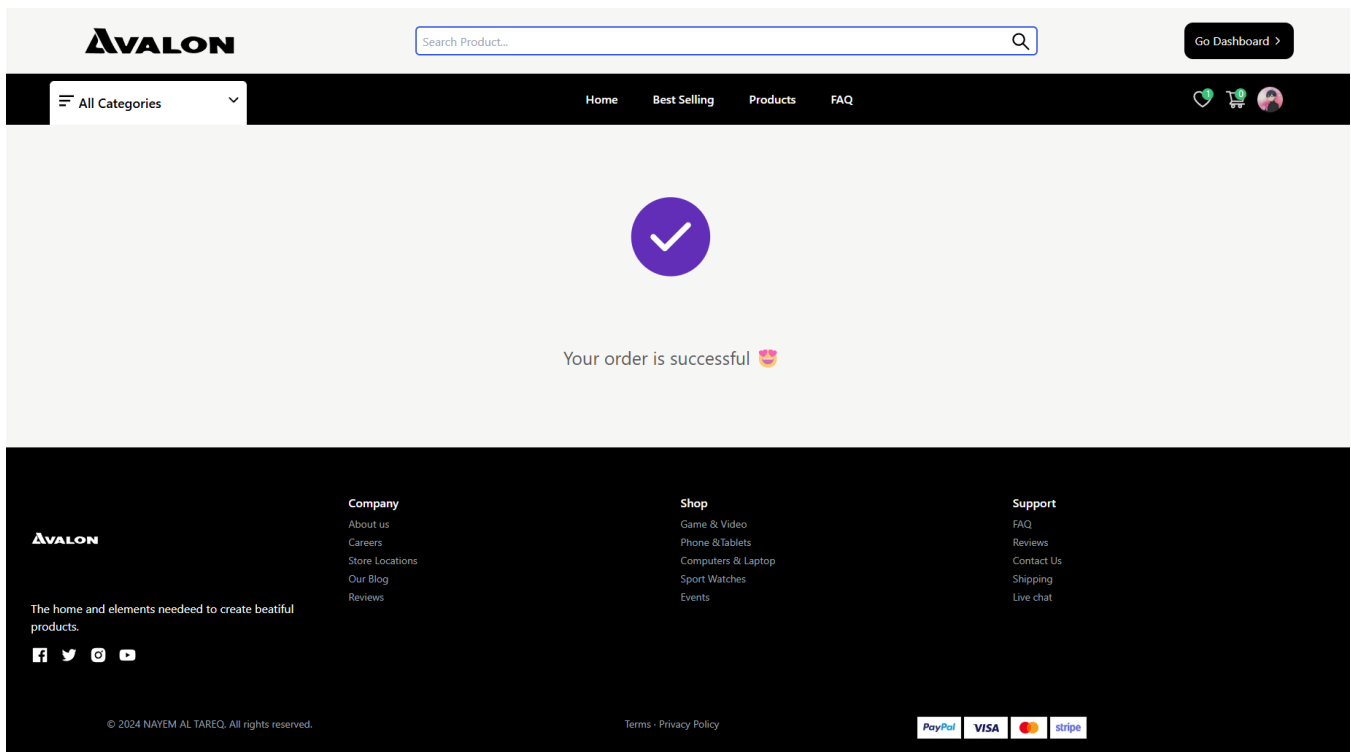 AVALON
Search Product...
Go Dashboard >
All Categories
Home
Best Selling
Products
FAQ
1
0
Your order is successful 😍
AVALON
The home and elements needeed to create beatiful
products.
Company
About us
Careers
Store Locations
Our Blog
Reviews
Shop
Game & Video
Phone &Tablets
Computers & Laptop
Sport Watches
Events
Support
FAQ
Reviews
Contact Us
Shipping
Live chat
© 2024 NAYEM AL TAREQ. All rights reserved.
Terms · Privacy Policy
PayPal
VISA
stripe